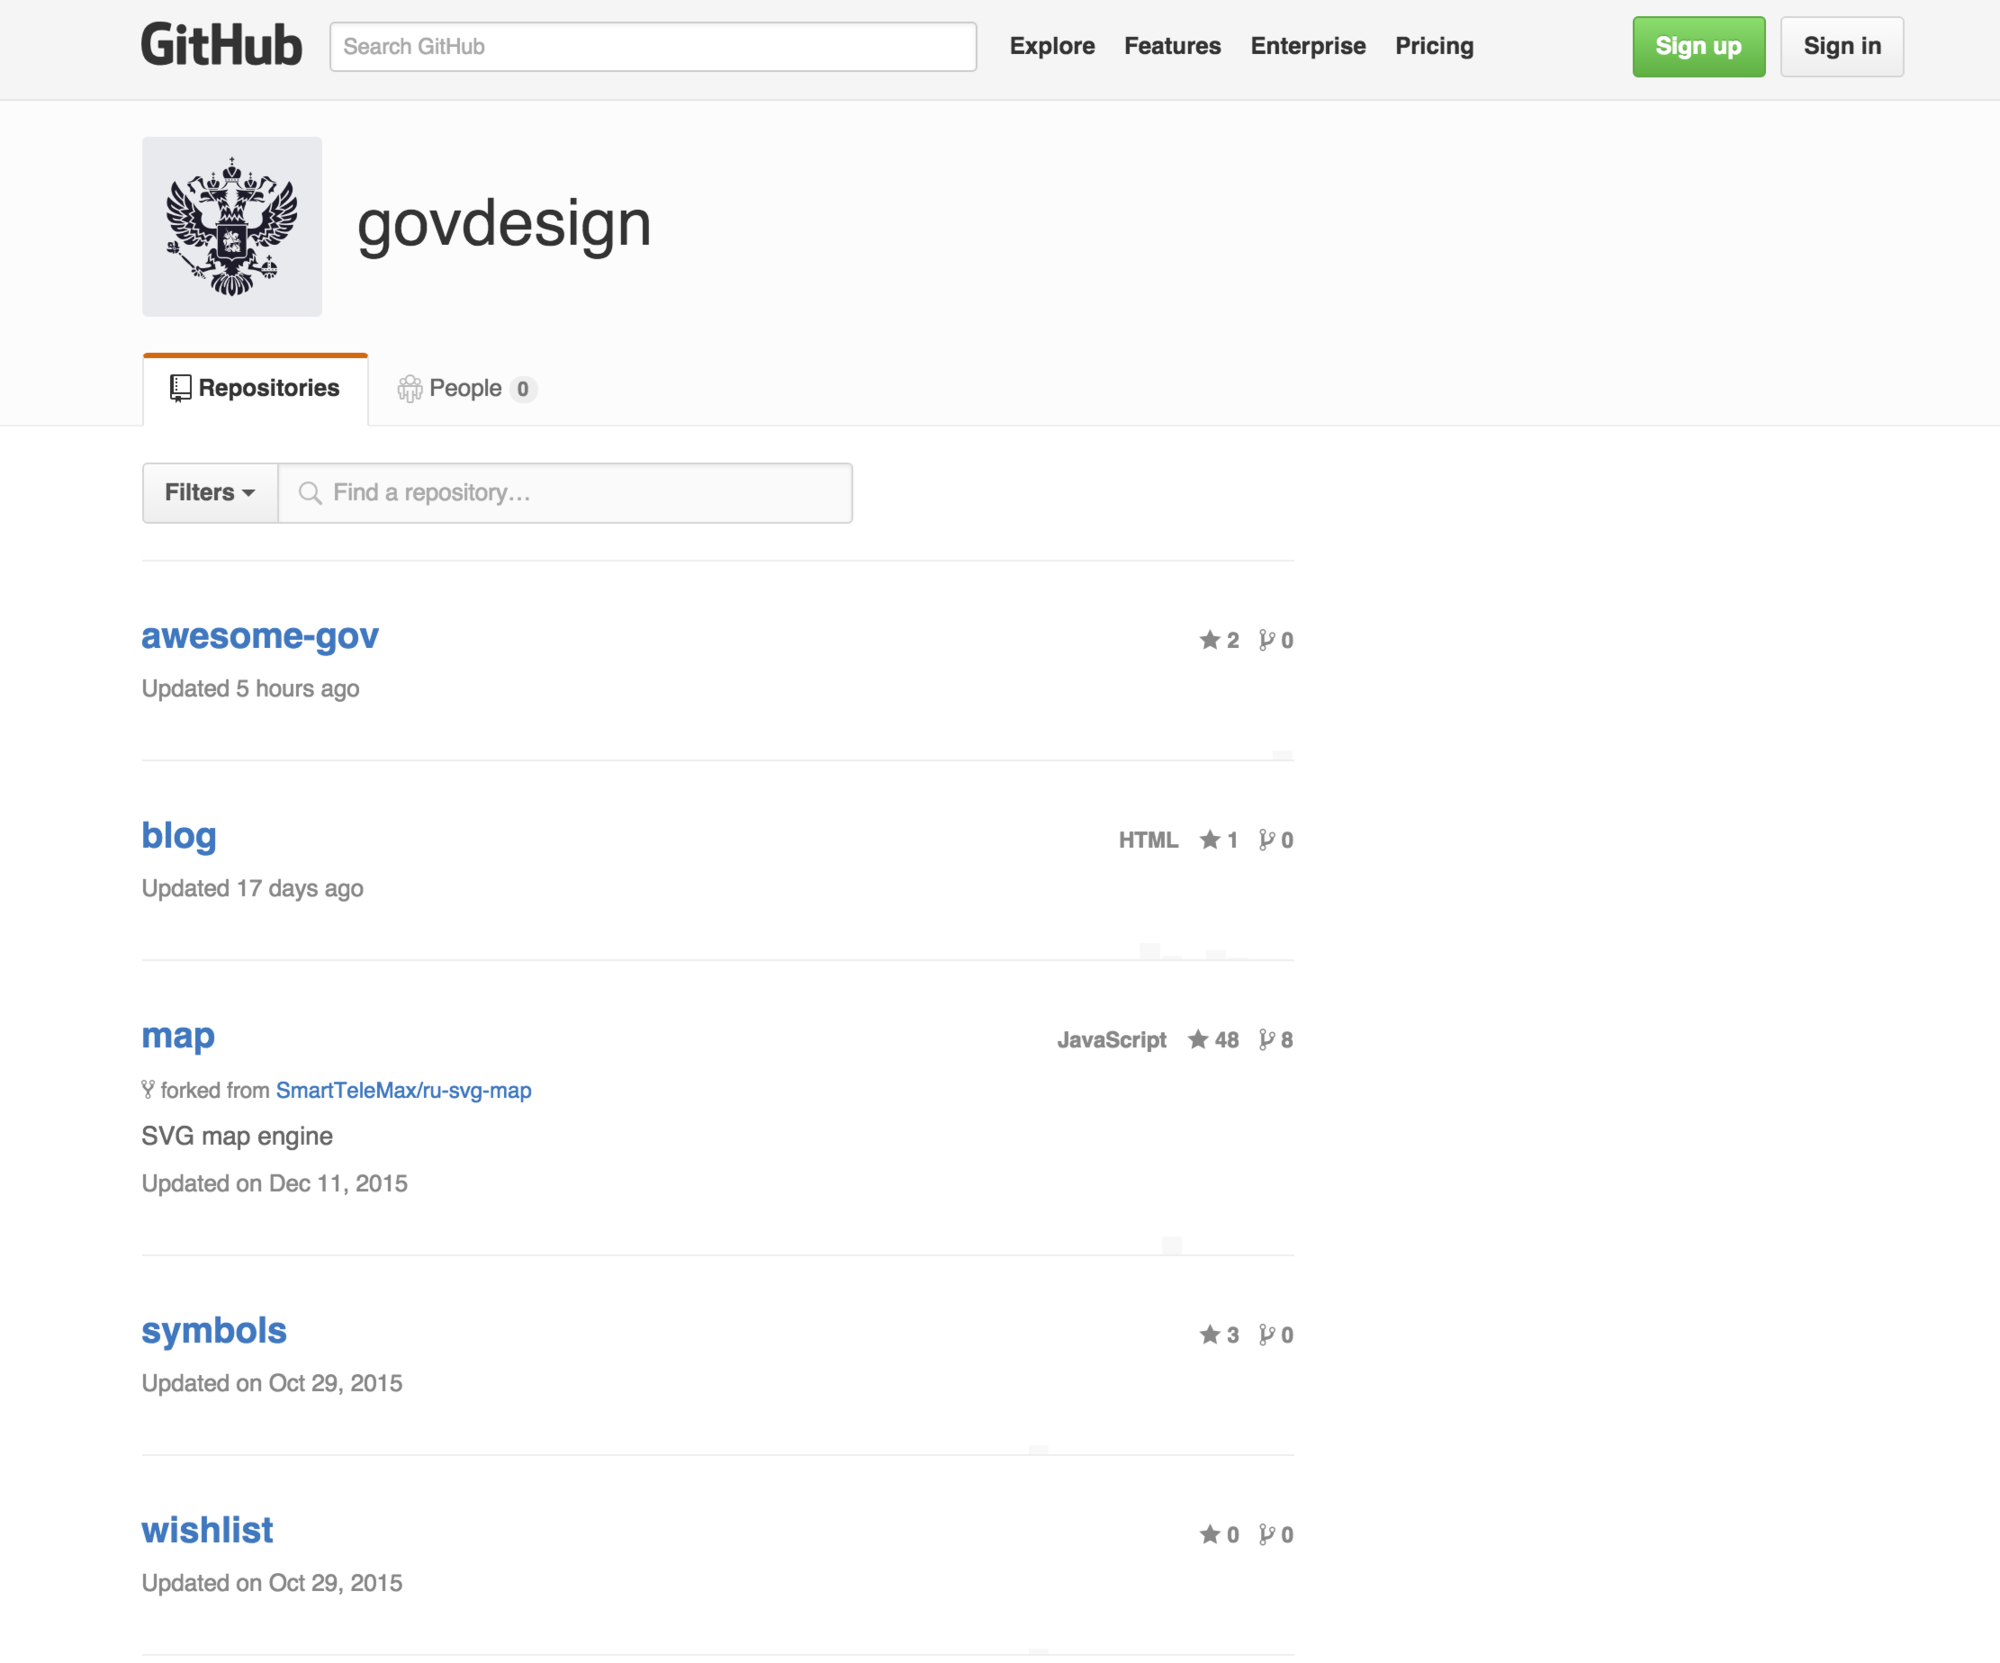 GitHub Search GitHub Explore Features Enterprise Pricing Sign up Sign in
govdesign
Repositories People 0
Filters Find a repository…
awesome-gov 2 0
Updated 5 hours ago
blog HTML 1 0
Updated 17 days ago
map JavaScript 48 8
forked from SmartTeleMax/ru-svg-map
SVG map engine
Updated on Dec 11, 2015
symbols 3 0
Updated on Oct 29, 2015
wishlist 0 0
Updated on Oct 29, 2015